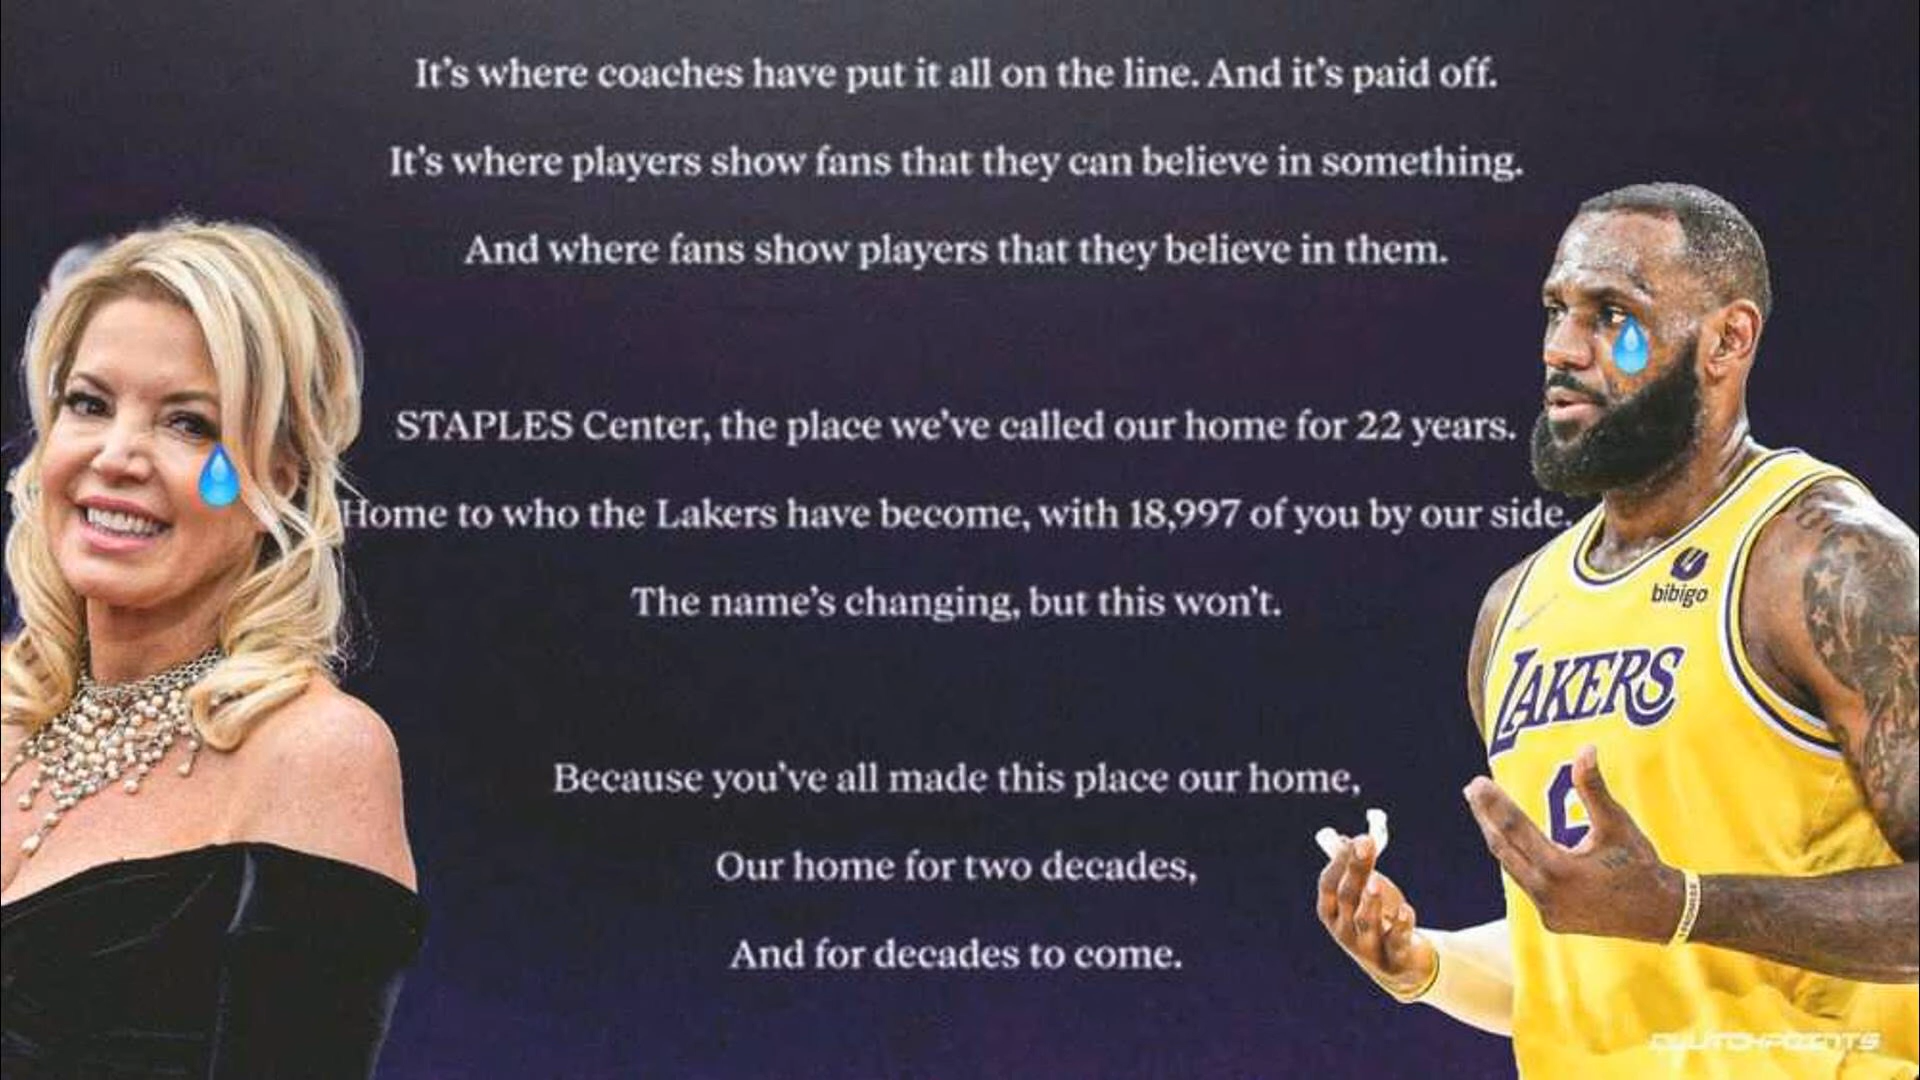 It's where coaches have put it all on the line. And it's paid off.
It's where players show fans that they can believe in something.
And where fans show players that they believe in them.
STAPLES Center, the place we've called our home for 22 years.
Home to who the Lakers have become, with 18,997 of you by our side.
The name's changing, but this won't.
bibigo
LAKERS
Because you've all made this place our home,
Our home for two decades,
And for decades to come.
CLUTCHPOINTS